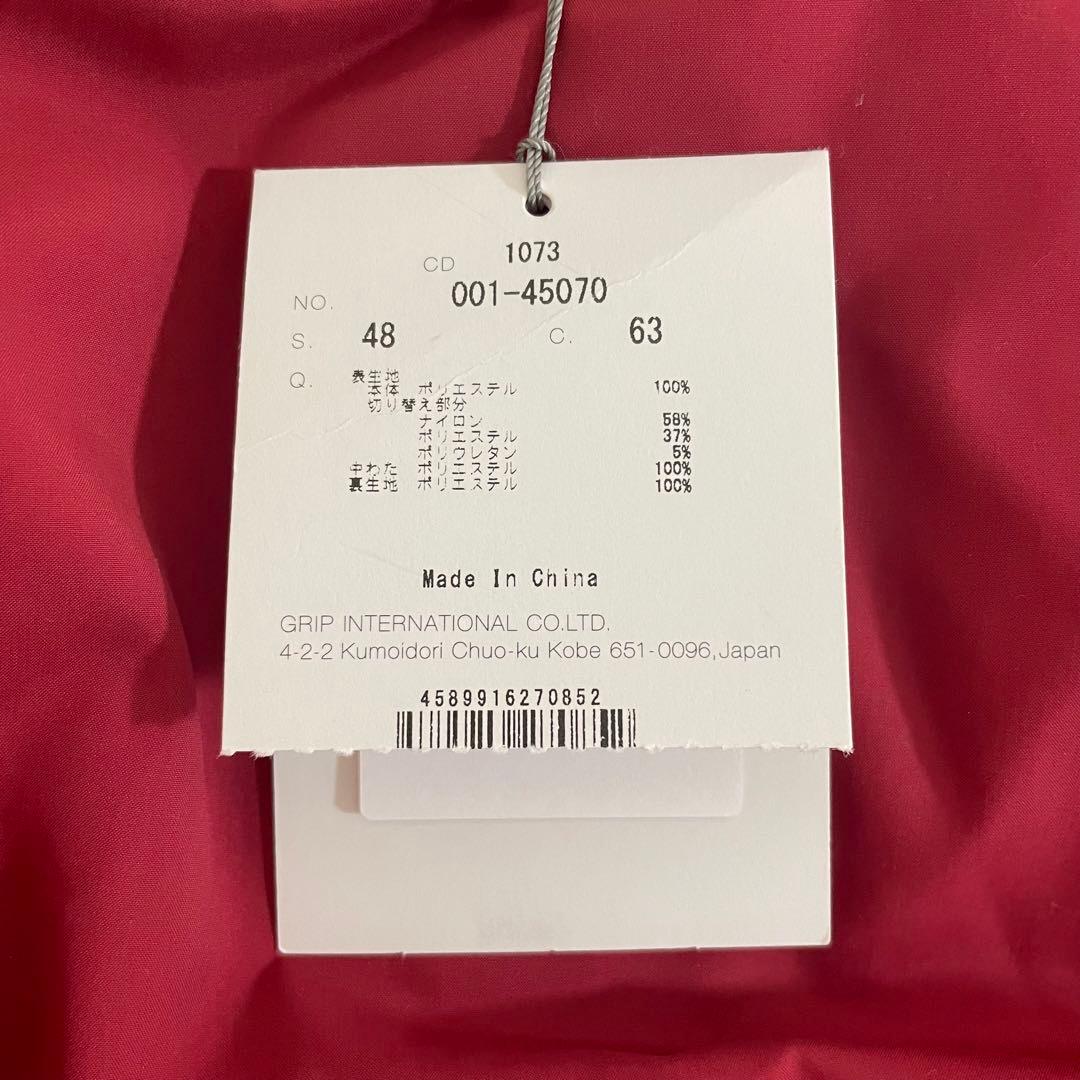 CD 1073
NO. 001-45070
S. 48 C. 63
Q. 表生地
本体 ポリエステル 100%
切り替え部分
ナイロン 58%
ポリエステル 37%
ポリウレタン 5%
中わた ポリエステル 100%
裏生地 ポリエステル 100%
Made In China
GRIP INTERNATIONAL CO.LTD.
4-2-2 Kumoidori Chuo-ku Kobe 651-0096,Japan
4589916270852